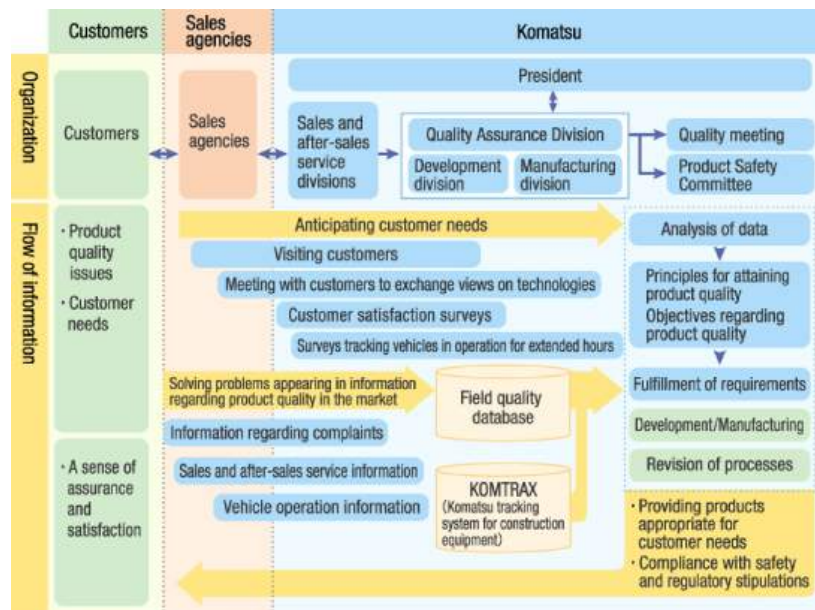 Customers
Sales
agencies
Komatsu
Organization
President
Customers
Sales
agencies
Sales and
after-sales
service
divisions
Quality Assurance Division
Development
division
Manufacturing
division
Quality meeting
Product Safety
Committee
Flow of information
· Product
quality
issues
· Customer
needs
Anticipating customer needs
Visiting customers
Meeting with customers to exchange views on technologies
Customer satisfaction surveys
Surveys tracking vehicles in operation for extended hours
Analysis of data
Principles for attaining
product quality
Objectives regarding
product quality
Fulfillment of requirements
Development/Manufacturing
Revision of processes
Solving problems appearing in information
regarding product quality in the market
Field quality
database
Information regarding complaints
Sales and after-sales service information
Vehicle operation information
KOMTRAX
(Komatsu tracking
system for construction
equipment)
· A sense of
assurance
and
satisfaction
· Providing products
appropriate for
customer needs
· Compliance with safety
and regulatory stipulations